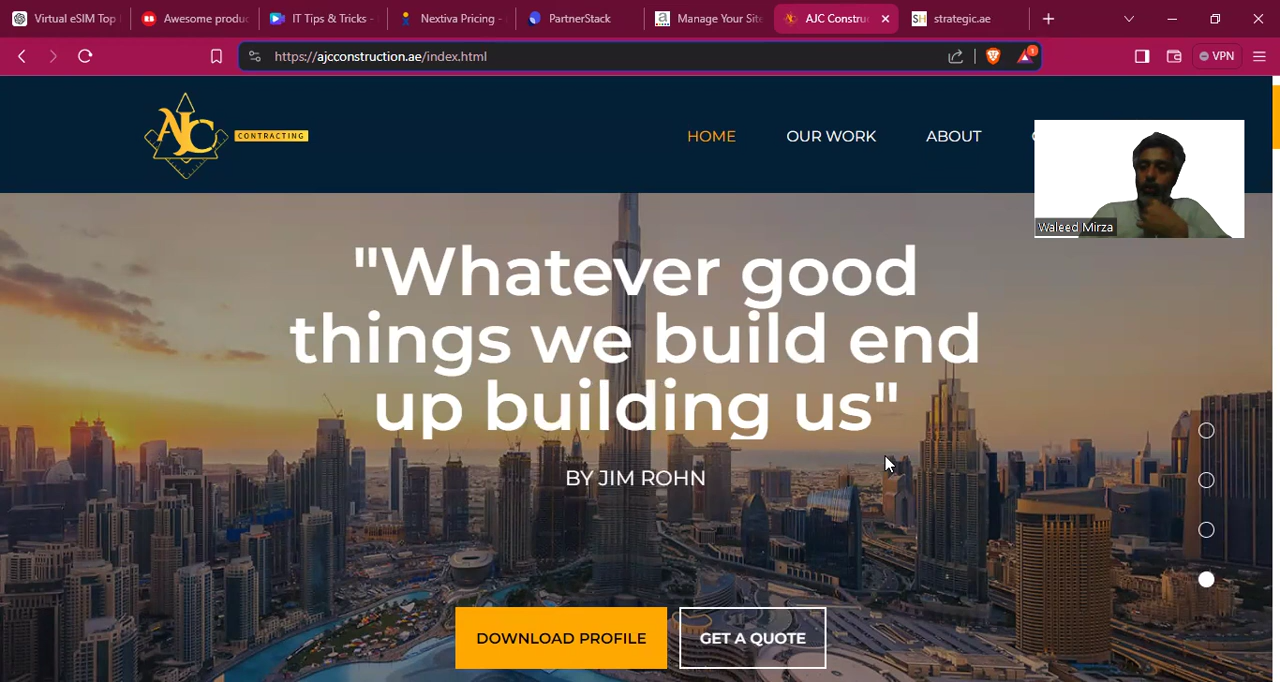 Virtual eSIM Top
Awesome produc
IT Tips & Tricks -
Nextiva Pricing -
PartnerStack
a
Manage Your Site
AJC Constru
SH
strategic.ae
https://ajcconstruction.ae/index.html
1
VPN
AJC
CONTRACTING
HOME
OUR WORK
ABOUT
Waleed Mirza
"Whatever good
things we build end
up building us"
BY JIM ROHN
DOWNLOAD PROFILE
GET A QUOTE